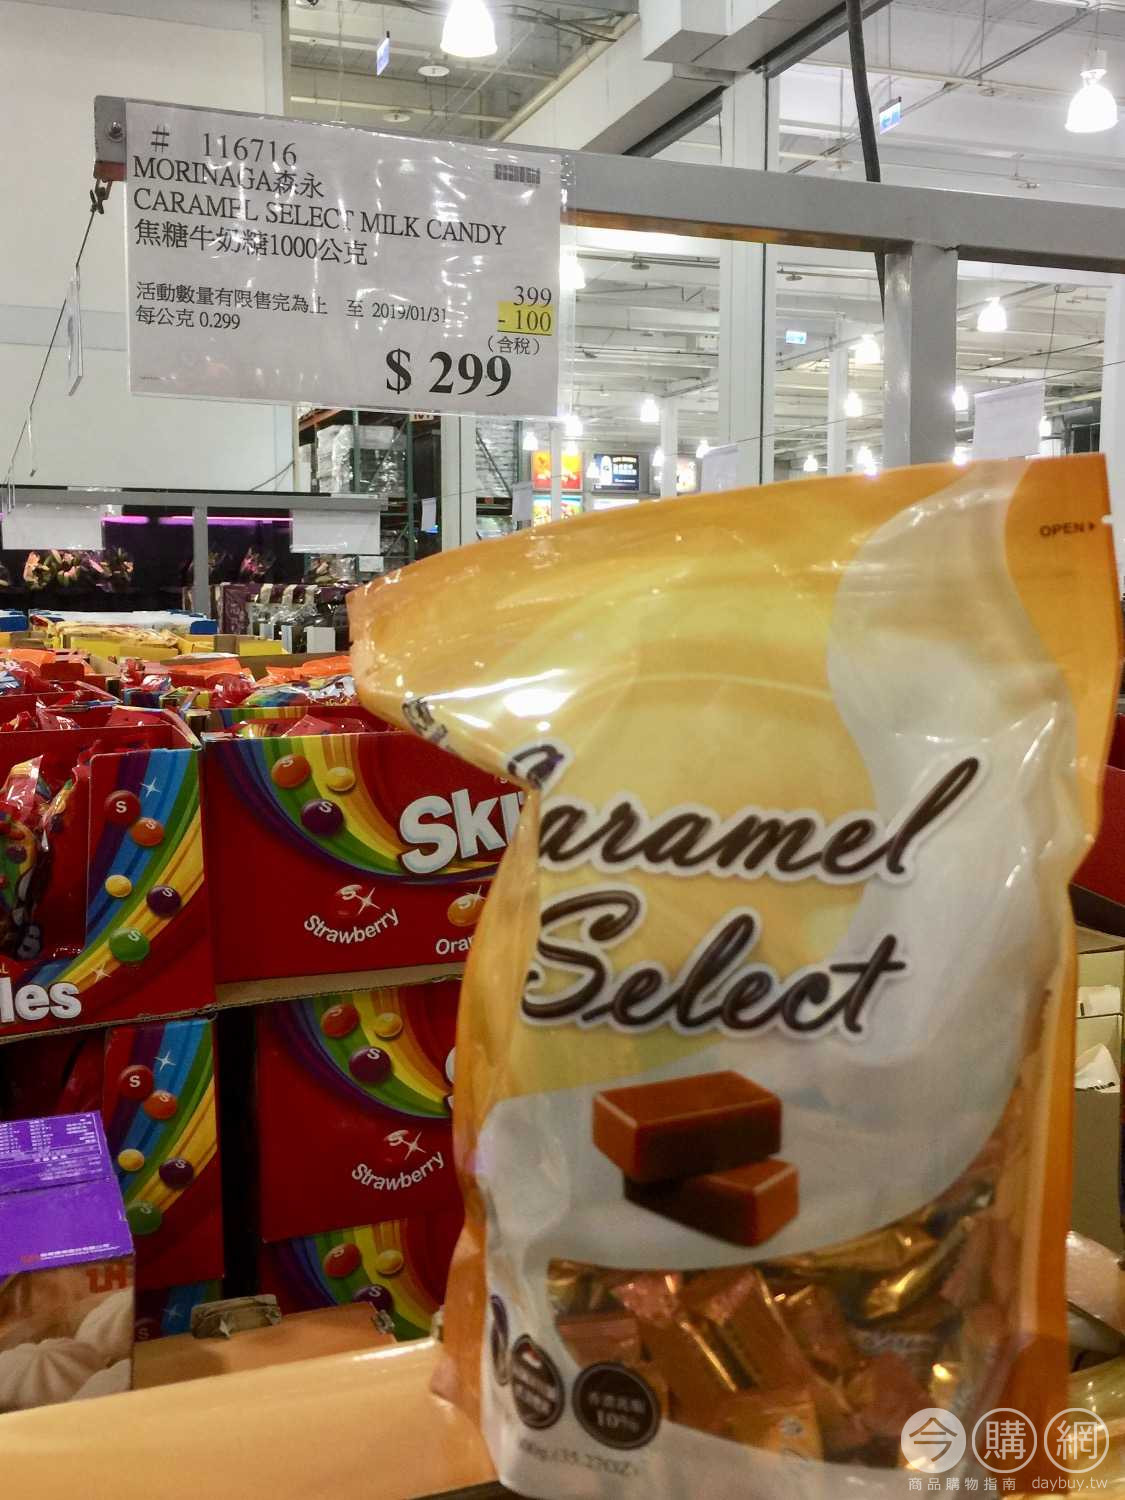 # 116716
MORINAGA森永
CARAMEL SELECT MILK CANDY
焦糖牛奶糖1000公克
活動數量有限售完為止 至 2019/01/31
每公克 0.299
399
- 100
(含稅)
$ 299
OPEN
Caramel
Select
Strawberry
Strawberry
10%
今購網
商品購物指南 daybuy.tw